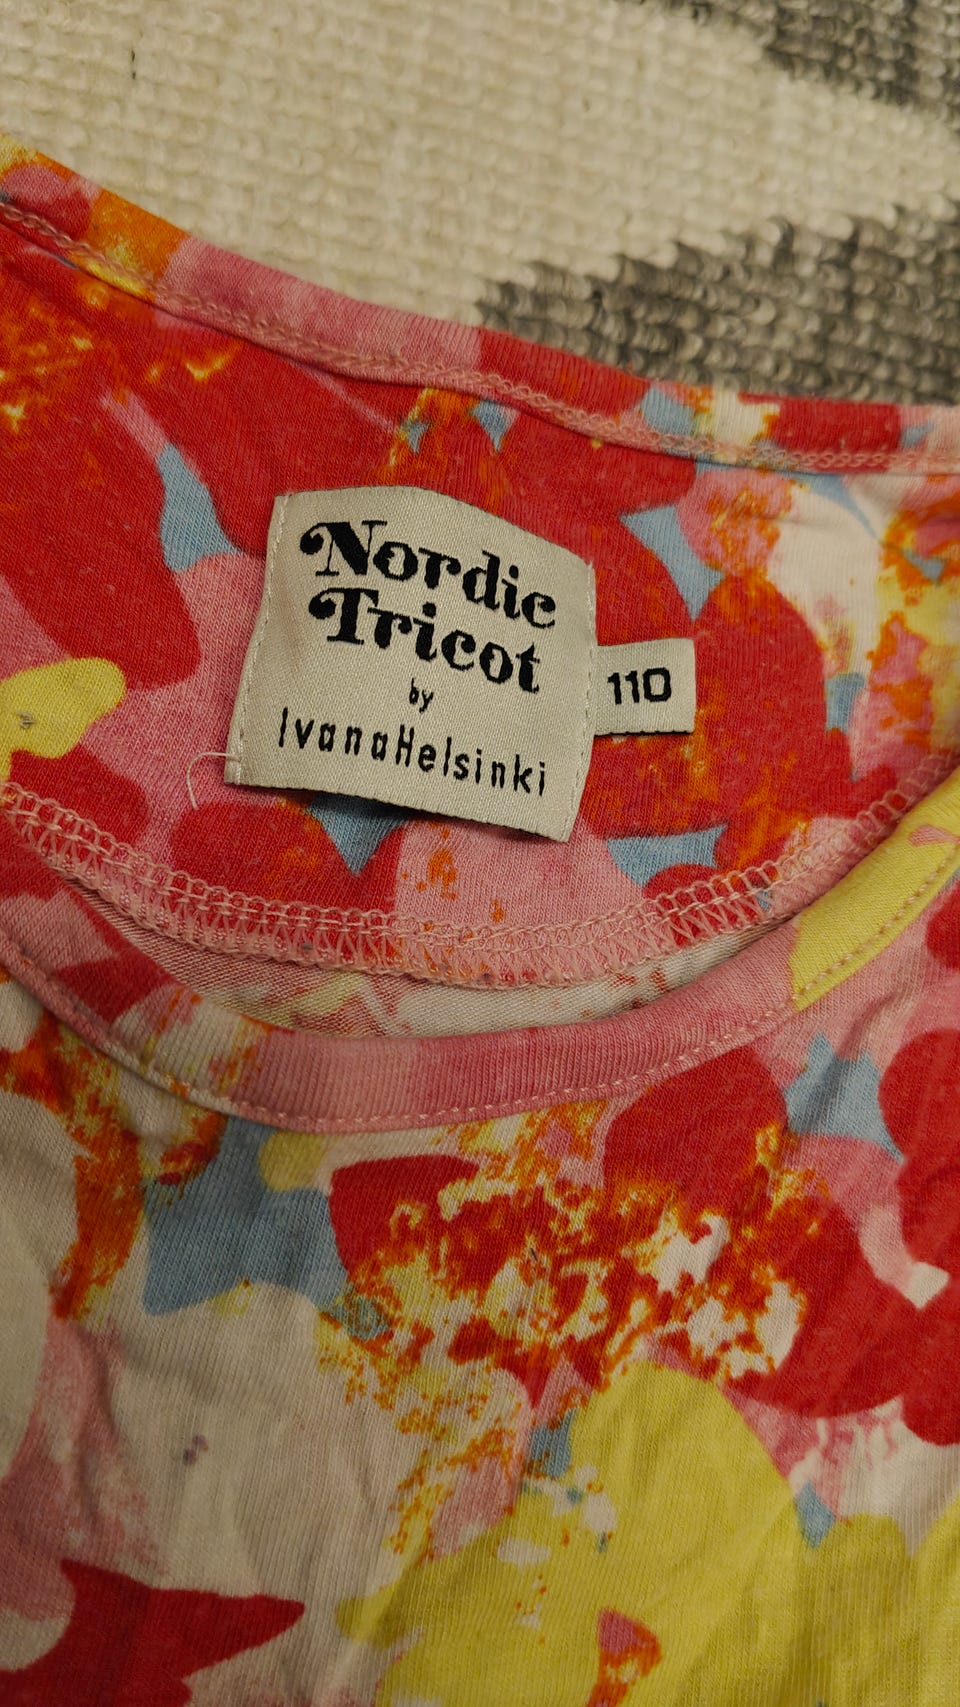 Nordic
Tricot
by
IvanaHelsinki
110